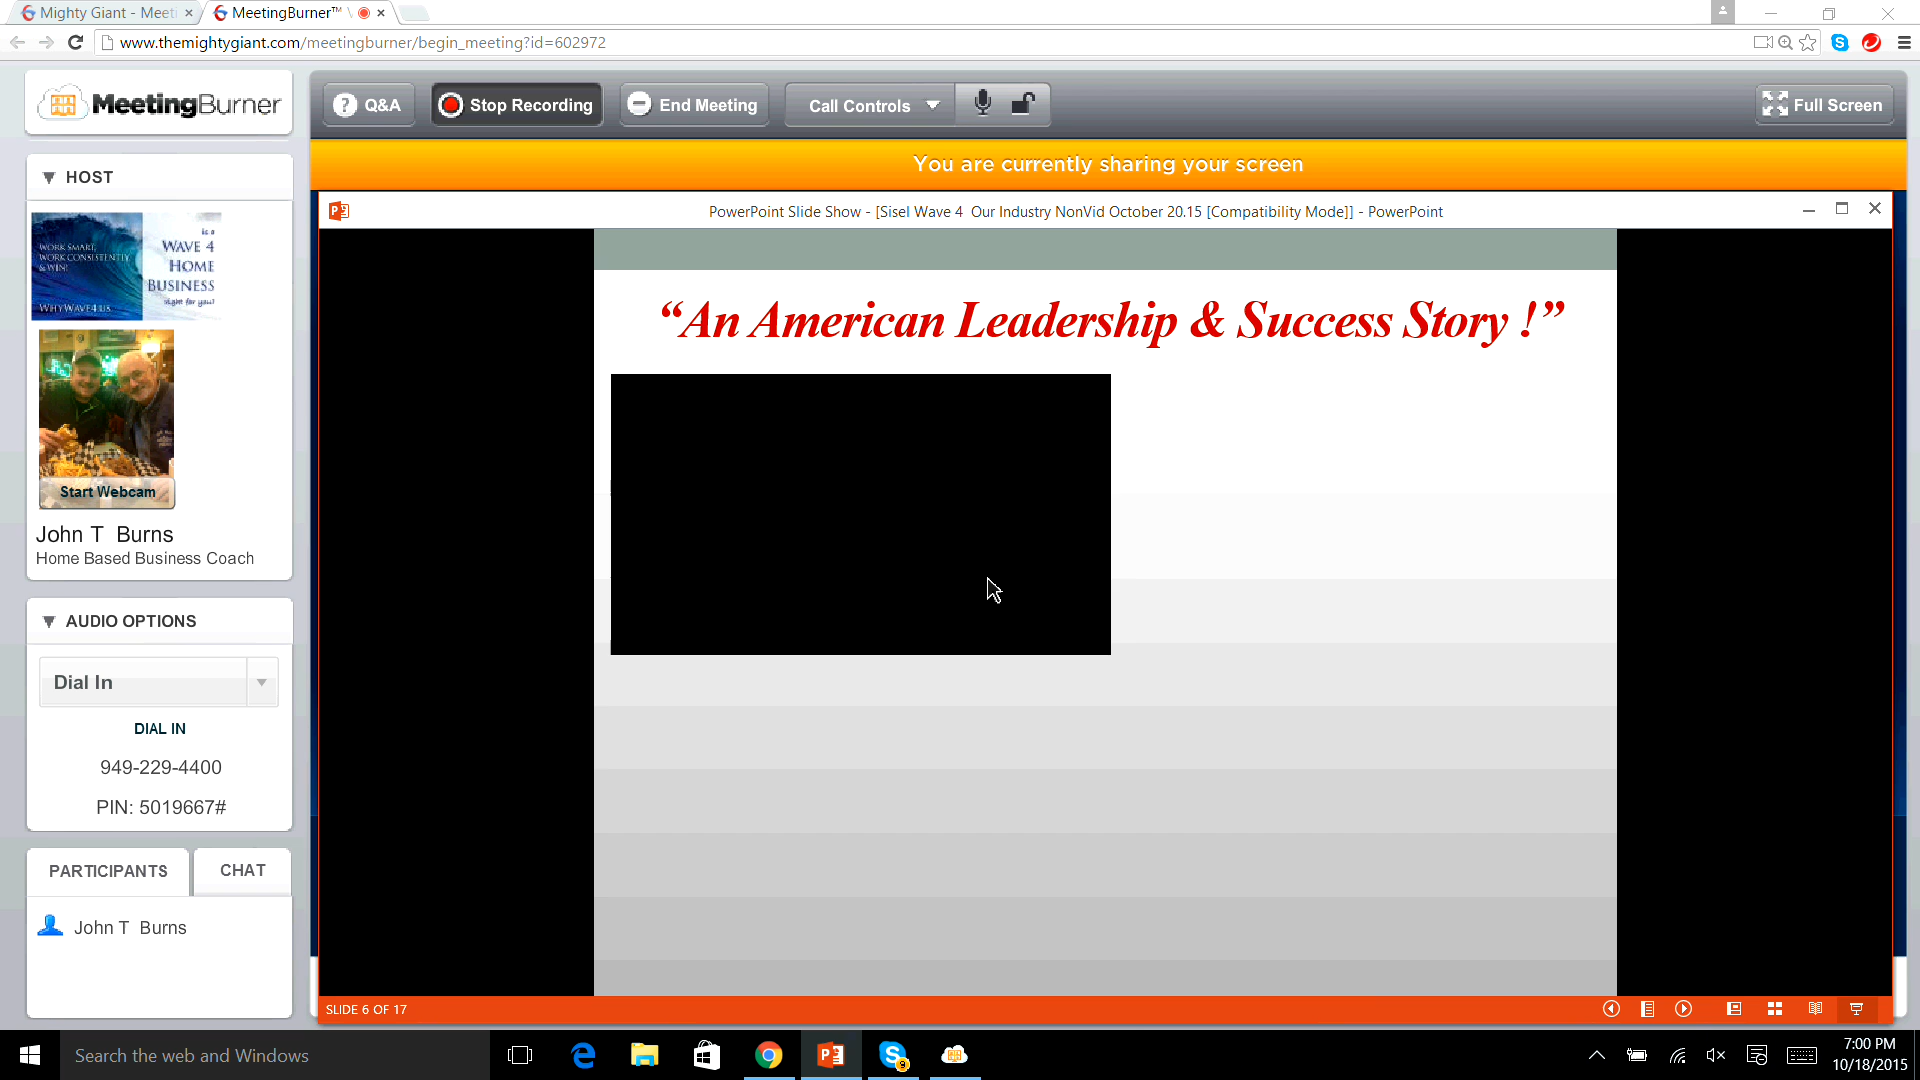 Mighty Giant - Meeti
MeetingBurner™
www.themightygiant.com/meetingburner/begin_meeting?id=602972
MeetingBurner
Q&A
Stop Recording
End Meeting
Call Controls
Full Screen
You are currently sharing your screen
HOST
WORK SMART,
WORK CONSISTENTLY
& WIN!
WHYWAVE4.US
is a
WAVE 4
HOME
BUSINESS
right for you?
Start Webcam
John T Burns
Home Based Business Coach
AUDIO OPTIONS
Dial In
DIAL IN
949-229-4400
PIN: 5019667#
PARTICIPANTS
CHAT
John T Burns
PowerPoint Slide Show - [Sisel Wave 4 Our Industry NonVid October 20.15 [Compatibility Mode]] - PowerPoint
“An American Leadership & Success Story !”
SLIDE 6 OF 17
Search the web and Windows
9
7:00 PM
10/18/2015